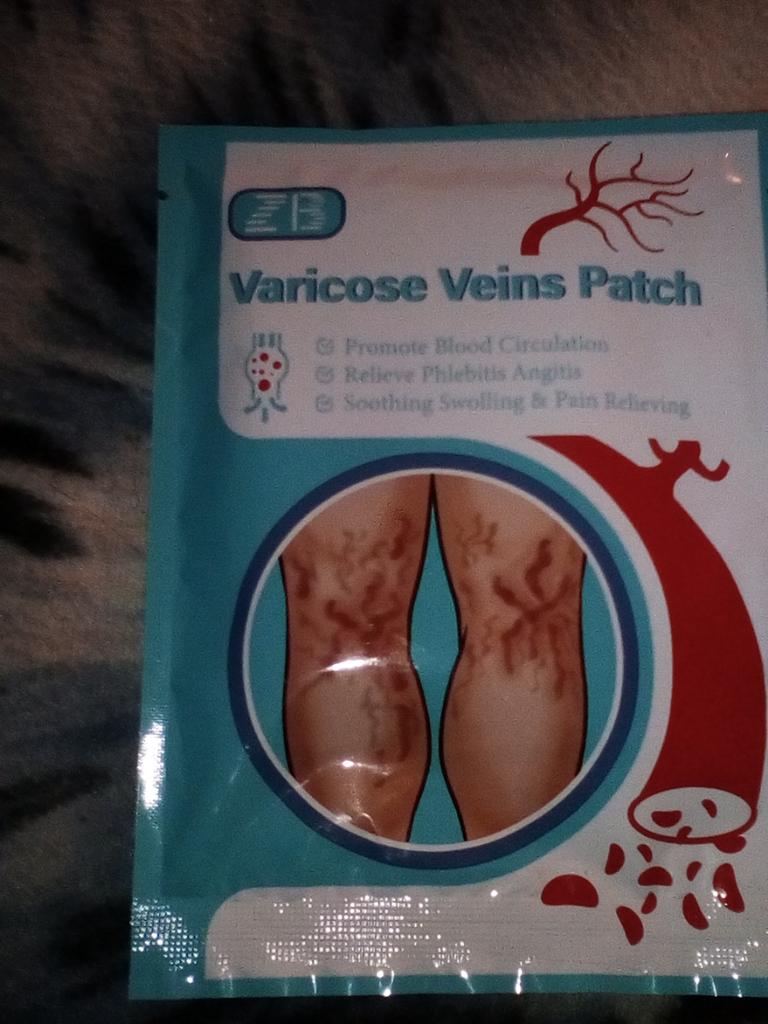 ZB
Varicose Veins Patch
Promote Blood Circulation
Relieve Phlebitis Angitis
Soothing Swolling & Pain Relieving